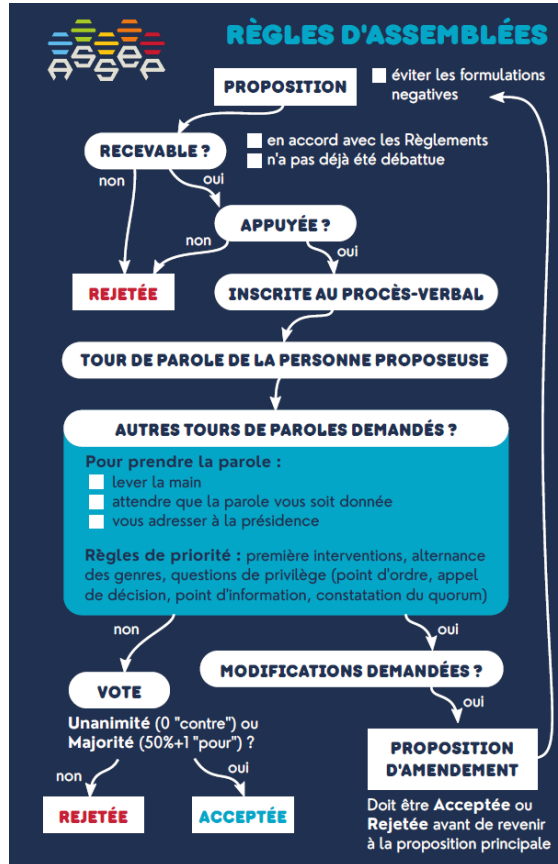 ASSEP
RÈGLES D'ASSEMBLÉES
PROPOSITION
éviter les formulations
negatives
RECEVABLE ?
en accord avec les Règlements
n'a pas déjà été débattue
non
oui
APPUYÉE ?
non
oui
REJETÉE
INSCRITE AU PROCÈS-VERBAL
TOUR DE PAROLE DE LA PERSONNE PROPOSEUSE
AUTRES TOURS DE PAROLES DEMANDÉS ?
Pour prendre la parole :
lever la main
attendre que la parole vous soit donnée
vous adresser à la présidence
Règles de priorité : première interventions, alternance
des genres, questions de privilège (point d'ordre, appel
de décision, point d'information, constatation du quorum)
non
oui
VOTE
MODIFICATIONS DEMANDÉES ?
Unanimité (0 "contre") ou
Majorité (50%+1 "pour") ?
oui
non
oui
PROPOSITION
D'AMENDEMENT
REJETÉE
ACCEPTÉE
Doit être Acceptée ou
Rejetée avant de revenir
à la proposition principale